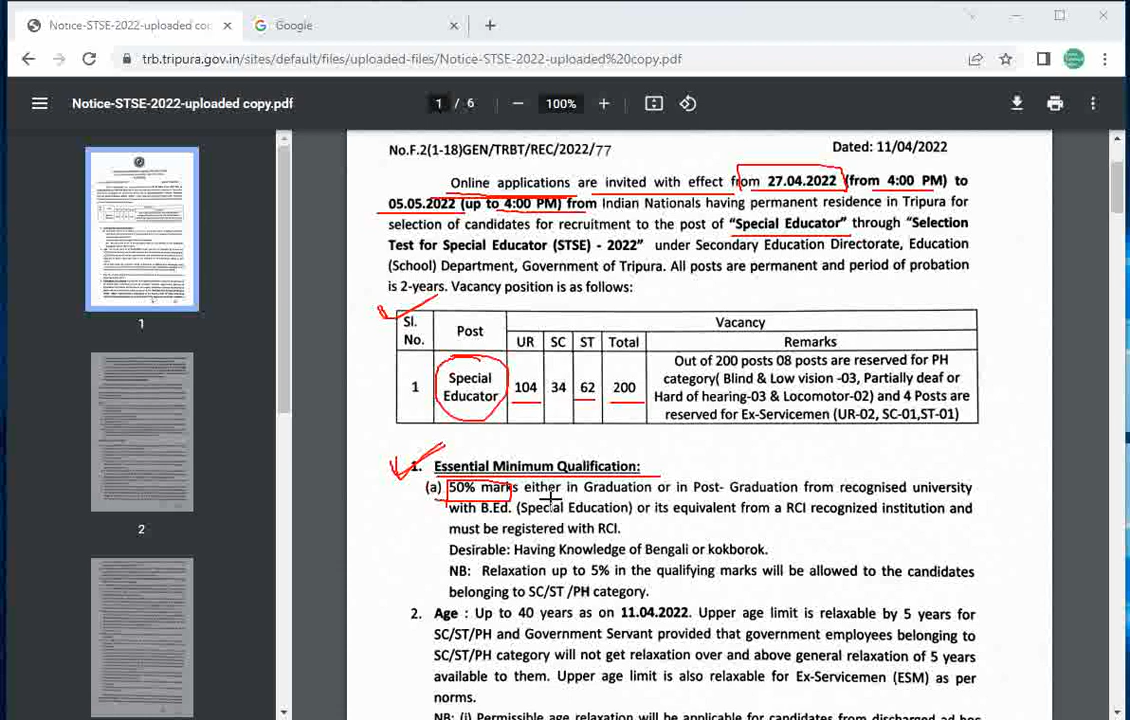 Notice-STSE-2022-uploaded cop
Google
trb.tripura.gov.in/sites/default/files/uploaded-files/Notice-STSE-2022-uploaded%20copy.pdf
Notice-STSE-2022-uploaded copy.pdf
1 / 6
100%
No.F.2(1-18)GEN/TRBT/REC/2022/77 Dated: 11/04/2022
Online applications are invited with effect from 27.04.2022 (from 4:00 PM) to
05.05.2022 (up to 4:00 PM) from Indian Nationals having permanent residence in Tripura for
selection of candidates for recruitment to the post of "Special Educator" through "Selection
Test for Special Educator (STSE) - 2022" under Secondary Education Directorate, Education
(School) Department, Government of Tripura. All posts are permanent and period of probation
is 2-years. Vacancy position is as follows:
Sl. No. Post Vacancy
UR SC ST Total Remarks
1 Special Educator 104 34 62 200 Out of 200 posts 08 posts are reserved for PH
category( Blind & Low vision -03, Partially deaf or
Hard of hearing-03 & Locomotor-02) and 4 Posts are
reserved for Ex-Servicemen (UR-02, SC-01,ST-01)
1. Essential Minimum Qualification:
(a) 50% marks either in Graduation or in Post- Graduation from recognised university
with B.Ed. (Special Education) or its equivalent from a RCI recognized institution and
must be registered with RCI.
Desirable: Having Knowledge of Bengali or kokborok.
NB: Relaxation up to 5% in the qualifying marks will be allowed to the candidates
belonging to SC/ST /PH category.
2. Age : Up to 40 years as on 11.04.2022. Upper age limit is relaxable by 5 years for
SC/ST/PH and Government Servant provided that government employees belonging to
SC/ST/PH category will not get relaxation over and above general relaxation of 5 years
available to them. Upper age limit is also relaxable for Ex-Servicemen (ESM) as per
norms.
NB: (i) Permissible age relaxation will be applicable for candidates from discharged ad hoc
1
2